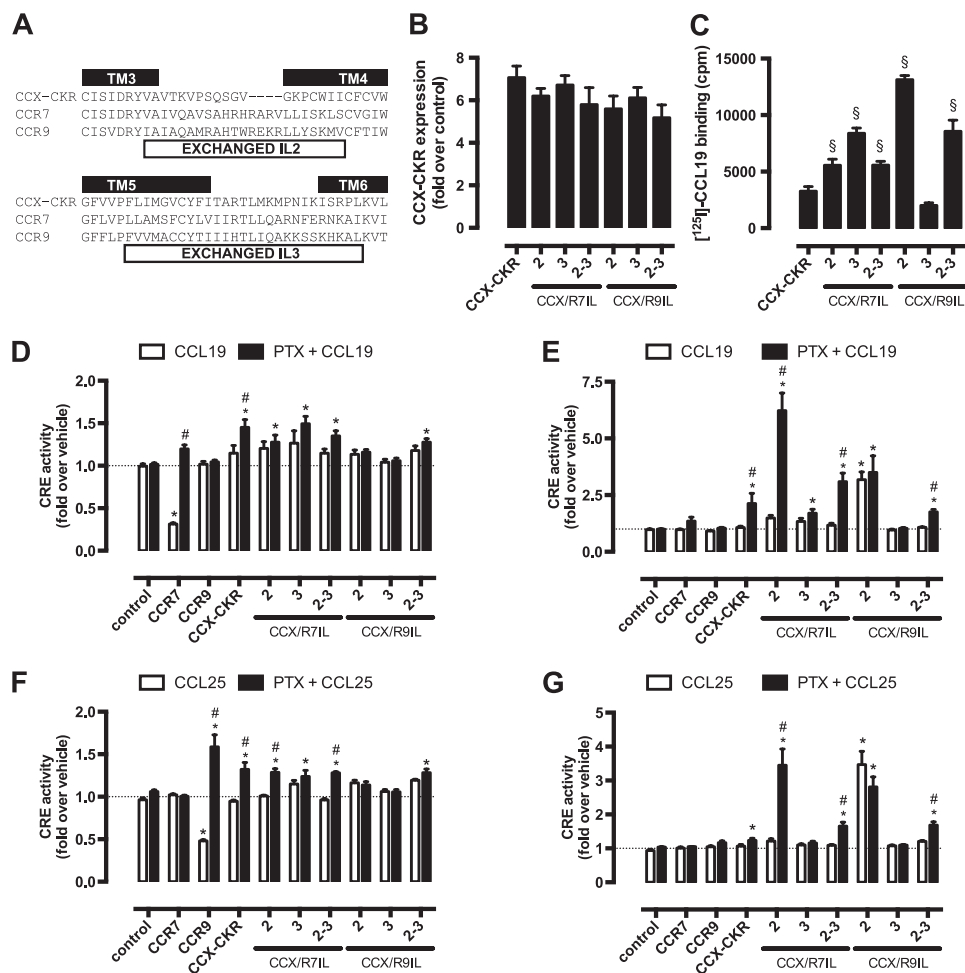 A
TM3 TM4
CCX-CKR CISIDRYVAVTKVPSQSGV----GKPCWIICFCVW
CCR7 CISIDRYVAIVQAVSAHRHRARVLLISKLSCVGIW
CCR9 CISVDRYIAIAQAMRAHTWREKRLLYSKMVCFTIW
EXCHANGED IL2
TM5 TM6
CCX-CKR GFVVPFLIMGVCYFITARTLMKMPNIKISRPLKVL
CCR7 GFLVPLLAMSFCYLVIIRTLLQARNFERNKAIKVI
CCR9 GFFLPFVVMACCYTIIIHTLIQAKKSSKHKALKVT
EXCHANGED IL3
B
CCX-CKR expression
(fold over control)
8
6
4
2
0
CCX-CKR 2 3 2-3 2 3 2-3
CCX/R7IL CCX/R9IL
C
[125I]-CCL19 binding (cpm)
15000
10000
5000
0
§ § § § §
CCX-CKR 2 3 2-3 2 3 2-3
CCX/R7IL CCX/R9IL
D
CCL19 PTX + CCL19
CRE activity
(fold over vehicle)
2.0
1.5
1.0
0.5
0.0
* # # * * * * *
control CCR7 CCR9 CCX-CKR 2 3 2-3 2 3 2-3
CCX/R7IL CCX/R9IL
E
CCL19 PTX + CCL19
CRE activity
(fold over vehicle)
7.5
5.0
2.5
0.0
# * # * * # * * * # *
control CCR7 CCR9 CCX-CKR 2 3 2-3 2 3 2-3
CCX/R7IL CCX/R9IL
F
CCL25 PTX + CCL25
CRE activity
(fold over vehicle)
2.0
1.5
1.0
0.5
0.0
* # * # * # * * # * *
control CCR7 CCR9 CCX-CKR 2 3 2-3 2 3 2-3
CCX/R7IL CCX/R9IL
G
CCL25 PTX + CCL25
CRE activity
(fold over vehicle)
5
4
3
2
1
0
* # * # * * * # *
control CCR7 CCR9 CCX-CKR 2 3 2-3 2 3 2-3
CCX/R7IL CCX/R9IL